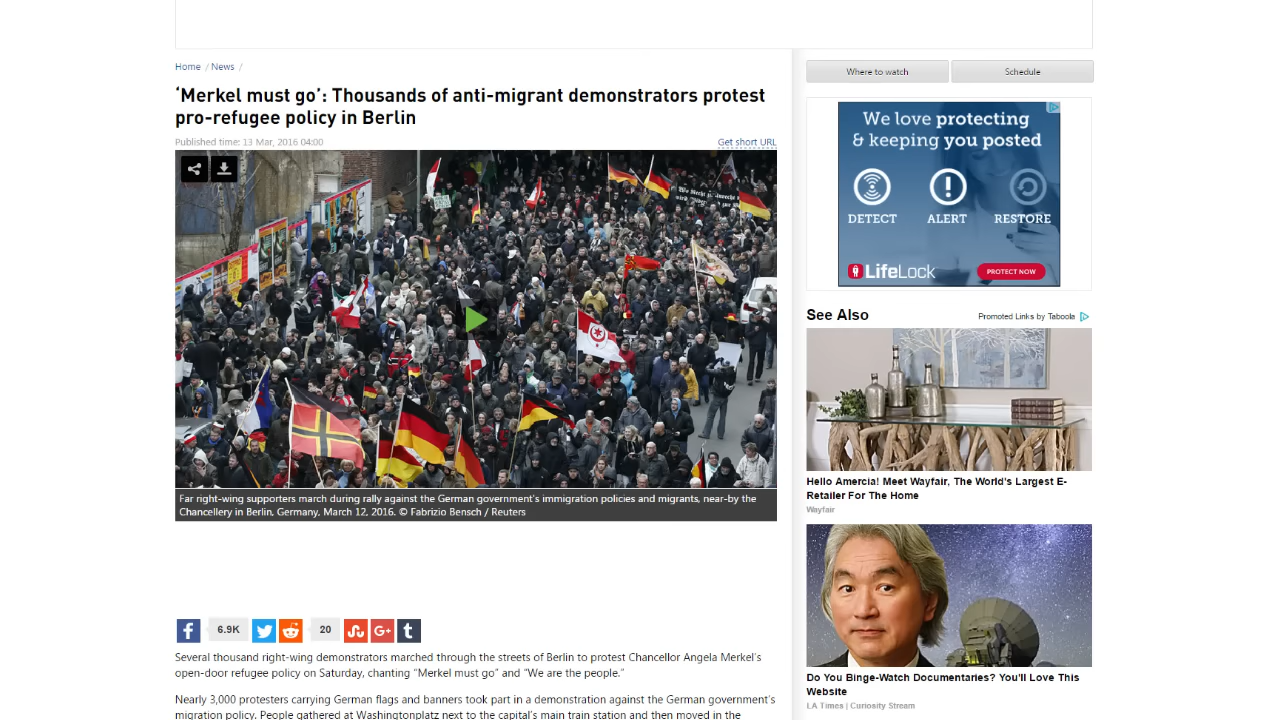 Home / News /
‘Merkel must go’: Thousands of anti-migrant demonstrators protest
pro-refugee policy in Berlin
Published time: 13 Mar, 2016 04:00
Get short URL
Far right-wing supporters march during rally against the German government's immigration policies and migrants, near-by the
Chancellery in Berlin, Germany, March 12, 2016. © Fabrizio Bensch / Reuters
6.9K
20
Several thousand right-wing demonstrators marched through the streets of Berlin to protest Chancellor Angela Merkel’s
open-door refugee policy on Saturday, chanting “Merkel must go” and “We are the people.”
Nearly 3,000 protesters carrying German flags and banners took part in a demonstration against the German government’s
migration policy. People gathered at Washingtonplatz next to the capital’s main train station and then moved in the
Where to watch
Schedule
We love protecting
& keeping you posted
DETECT ALERT RESTORE
LifeLock
PROTECT NOW
See Also
Promoted Links by Taboola
Hello Amercia! Meet Wayfair, The World's Largest E-
Retailer For The Home
Wayfair
Do You Binge-Watch Documentaries? You'll Love This
Website
LA Times | Curiosity Stream